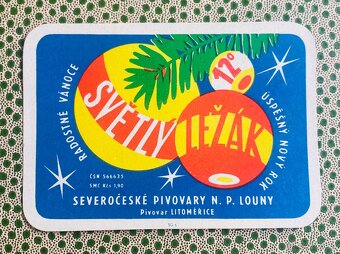 RADOSTNÉ VÁNOCE
SVĚTLÝ
LEŽÁK
12°
ÚSPĚŠNÝ NOVÝ ROK
ČSN 566635
SMC Kčs 1,90
SEVEROČESKÉ PIVOVARY N. P. LOUNY
Pivovar LITOMĚŘICE